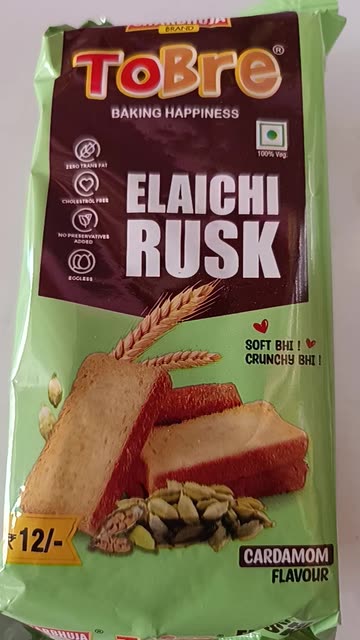 BRAND
ToBre®
BAKING HAPPINESS
100% Veg.
ZERO TRANS FAT
CHOLESTROL FREE
NO PRESERVATIVES
ADDED
EGGLESS
ELAICHI
RUSK
SOFT BHI !
CRUNCHY BHI !
₹ 12/-
CARDAMOM
FLAVOUR